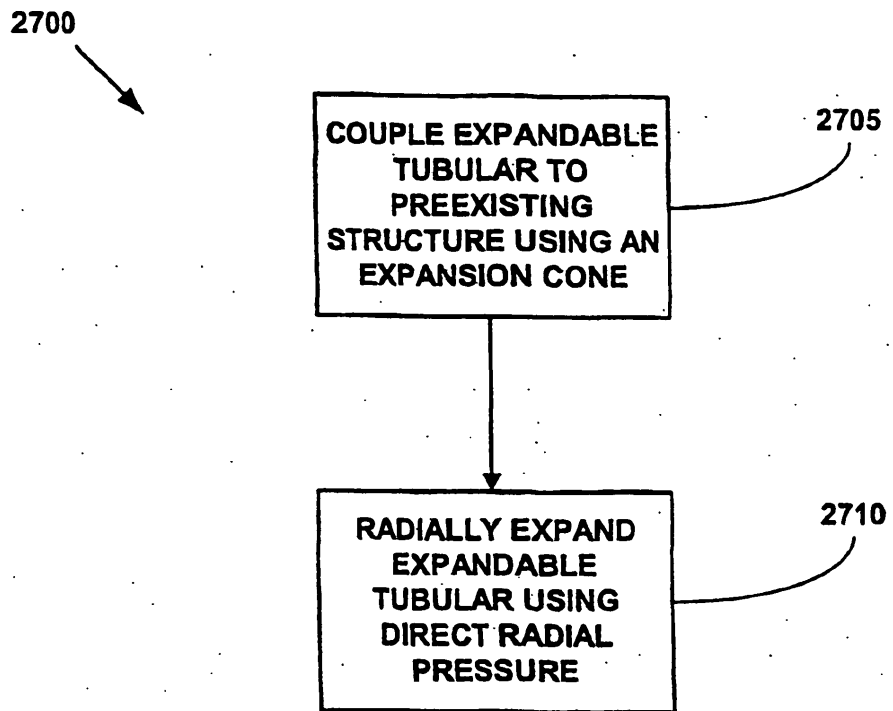 2700
COUPLE EXPANDABLE
TUBULAR TO
PREEXISTING
STRUCTURE USING AN
EXPANSION CONE
2705
RADIALLY EXPAND
EXPANDABLE
TUBULAR USING
DIRECT RADIAL
PRESSURE
2710